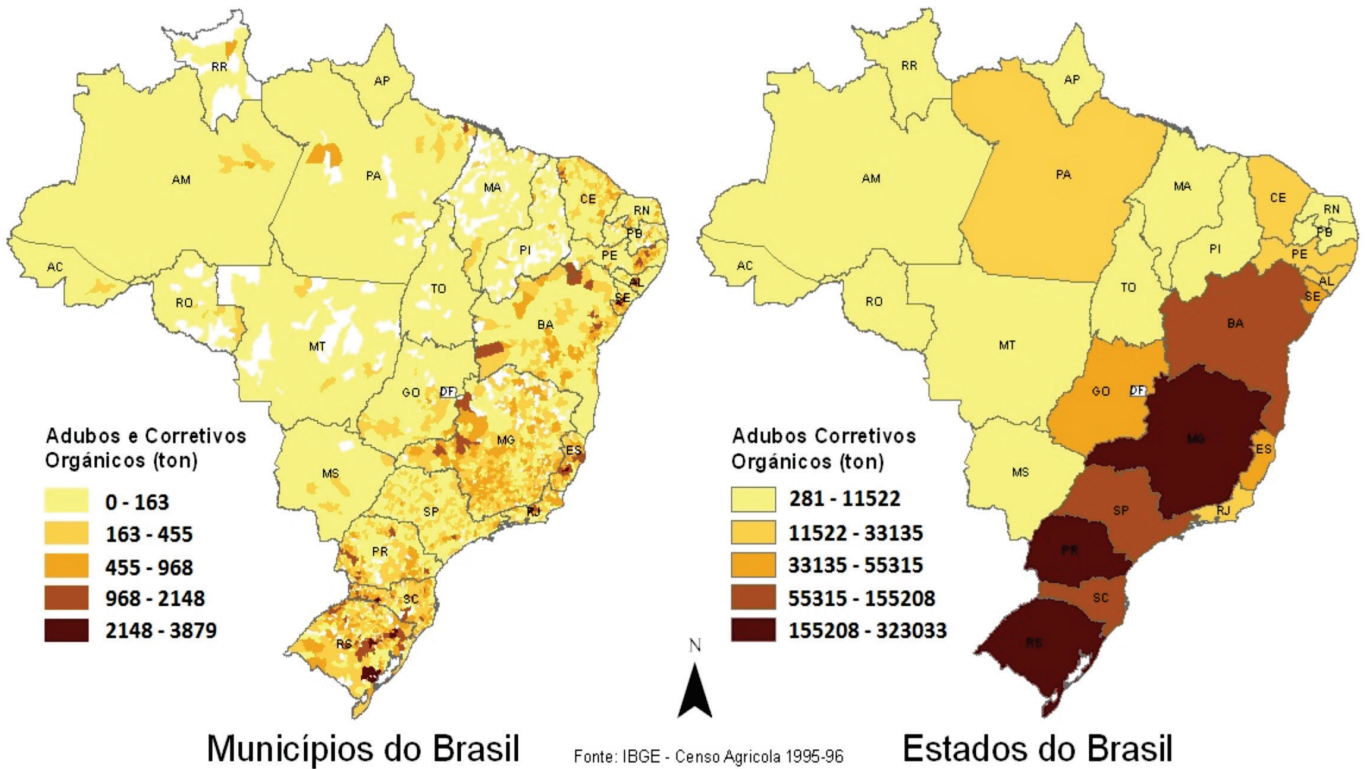 RR
AP
AM
PA
MA
CE
RN
PB
PI
PE
AL
SE
AC
RO
TO
BA
MT
GO
DF
MG
ES
MS
SP
RJ
PR
SC
RS
Adubos e Corretivos
Orgánicos (ton)
0 - 163
163 - 455
455 - 968
968 - 2148
2148 - 3879
RR
AP
AM
PA
MA
CE
RN
PB
PI
PE
AL
SE
AC
RO
TO
BA
MT
GO
DF
MG
ES
MS
SP
RJ
PR
SC
RS
Adubos Corretivos
Orgánicos (ton)
281 - 11522
11522 - 33135
33135 - 55315
55315 - 155208
155208 - 323033
N
Municípios do Brasil
Fonte: IBGE - Censo Agricola 1995-96
Estados do Brasil